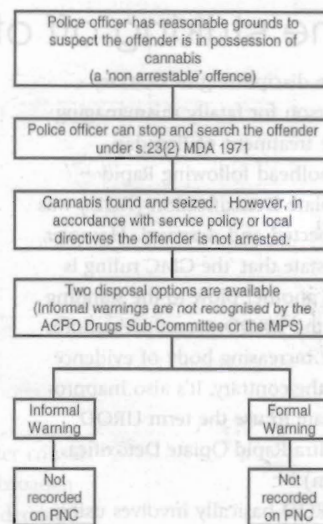 Police officer has reasonable grounds to
suspect the offender is in possession of
cannabis
(a 'non arrestable' offence)
Police officer can stop and search the offender
under s.23(2) MDA 1971
Cannabis found and seized. However, in
accordance with service policy or local
directives the offender is not arrested.
Two disposal options are available
(Informal warnings are not recognised by the
ACPO Drugs Sub-Committee or the MPS)
Informal
Warning
Formal
Warning
Not
recorded
on PNC
Not
recorded
on PNC